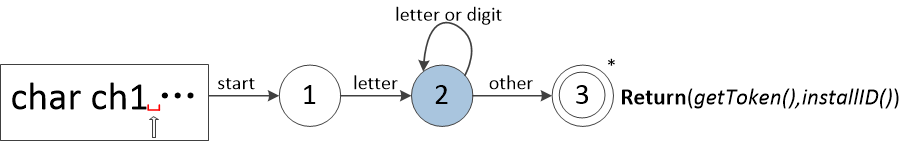 letter or digit
char ch1␣···
start
1
letter
2
other
3
*
Return(getToken(),installID())